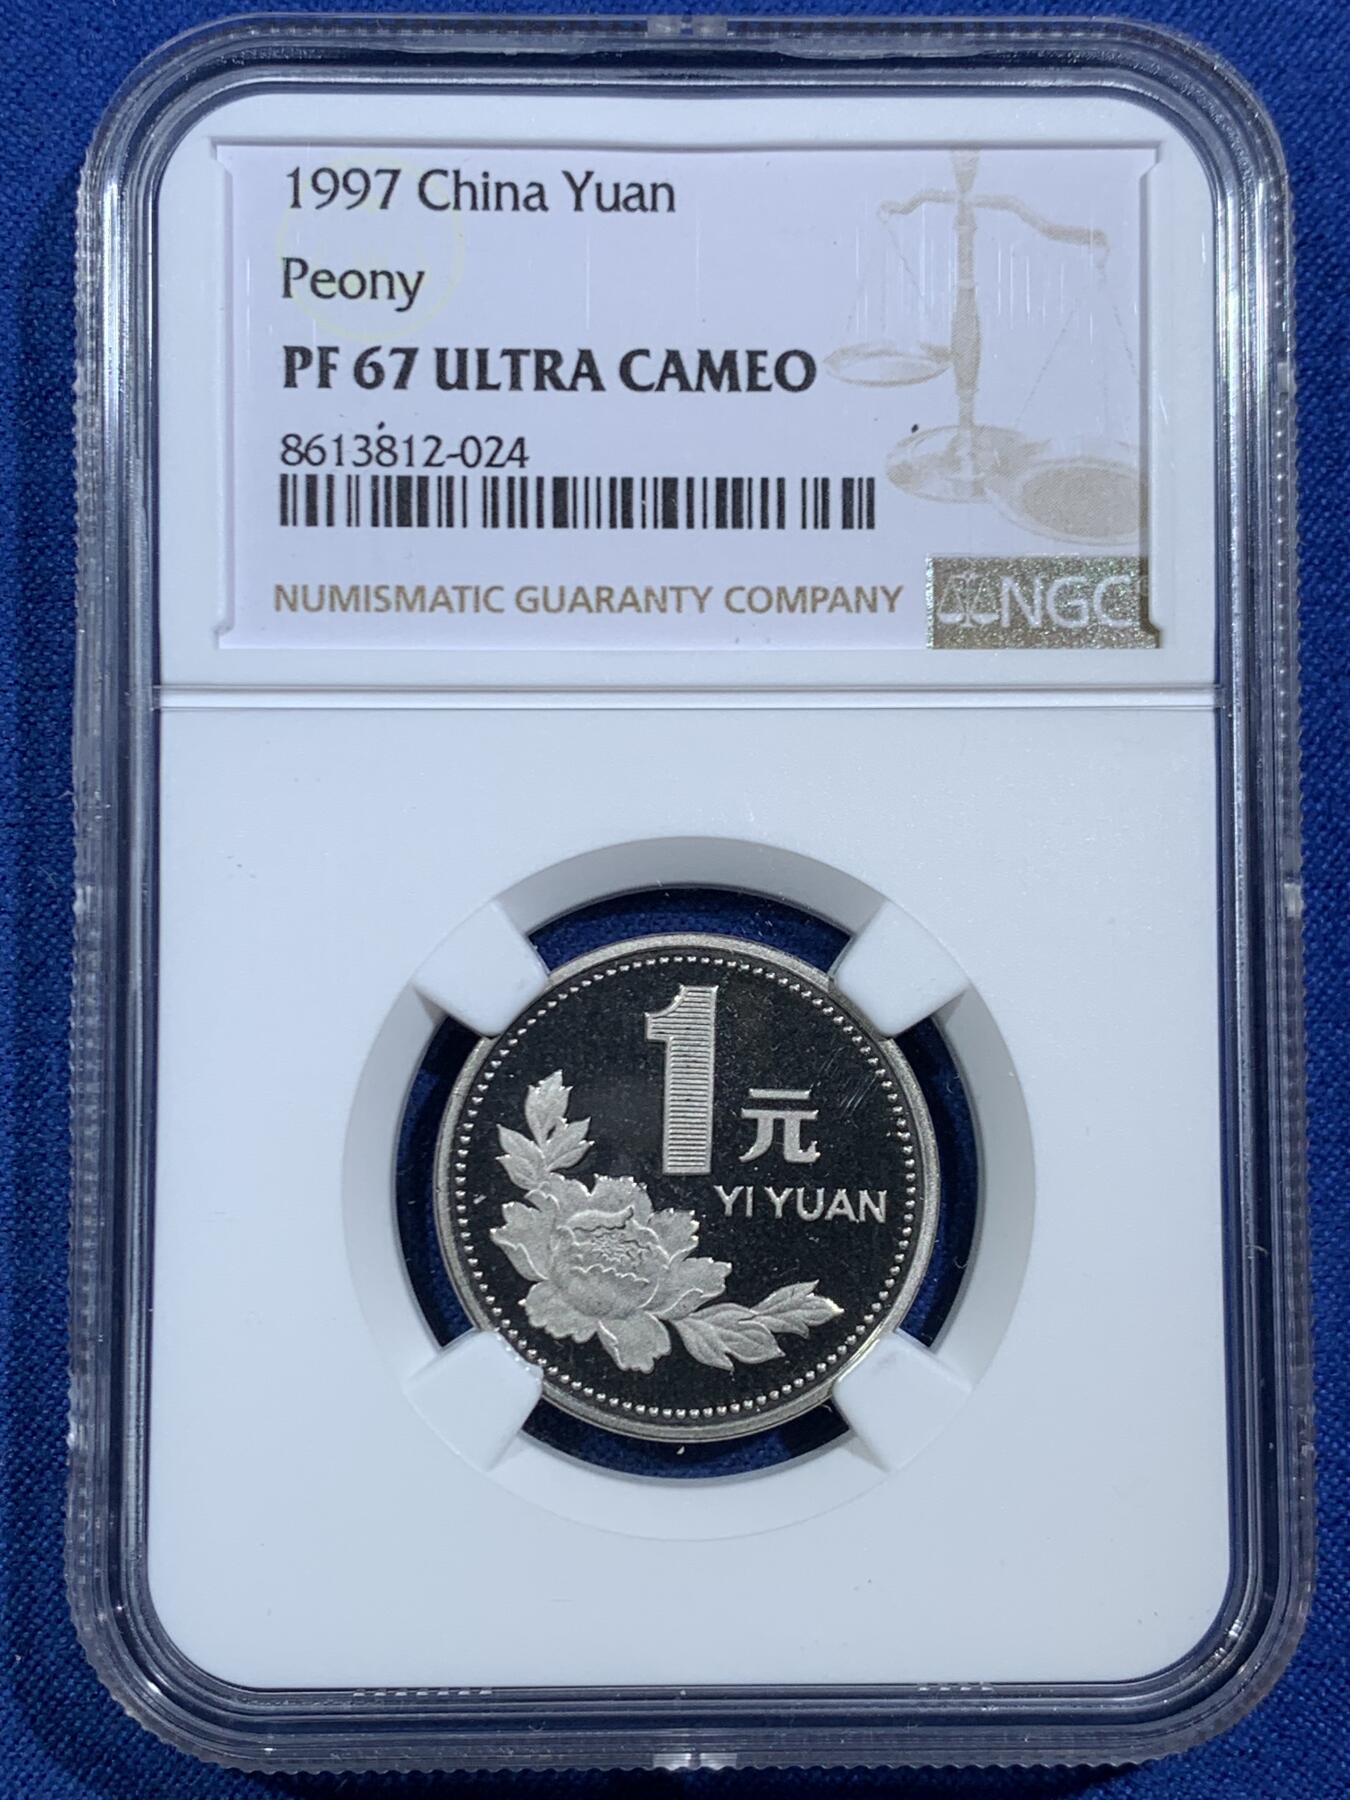 1997 China Yuan
Peony
PF 67 ULTRA CAMEO
8613812-024
NUMISMATIC GUARANTY COMPANY
NGC
1元
YI YUAN